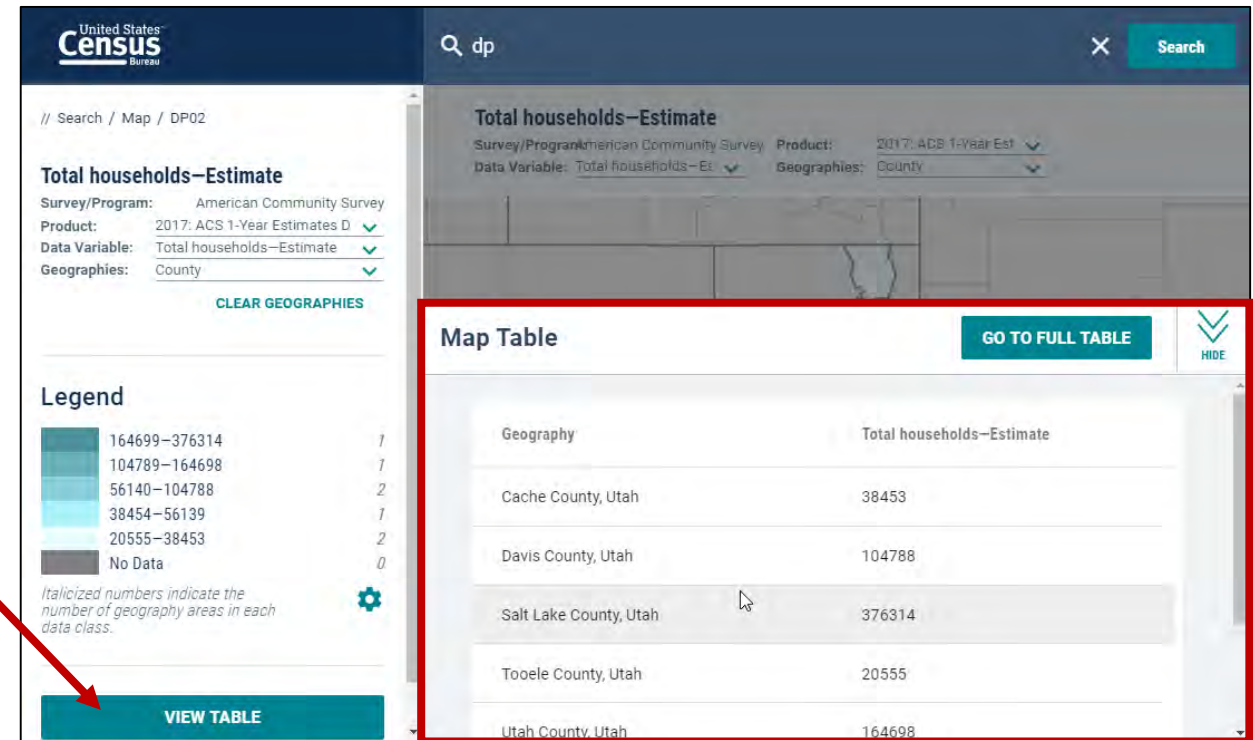 United States
Census
Bureau
dp
Search
// Search / Map / DP02
Total households—Estimate
Survey/Program: American Community Survey
Product: 2017: ACS 1-Year Estimates D
Data Variable: Total households—Estimate
Geographies: County
CLEAR GEOGRAPHIES
Legend
164699—376314 1
104789—164698 1
56140—104788 2
38454—56139 1
20555—38453 2
No Data 0
Italicized numbers indicate the
number of geography areas in each
data class.
VIEW TABLE
Total households—Estimate
Survey/Program American Community Survey Product: 2017: ACS 1-Year Est
Data Variable: Total households—Es Geographies: County
Map Table
GO TO FULL TABLE
HIDE
Geography Total households—Estimate
Cache County, Utah 38453
Davis County, Utah 104788
Salt Lake County, Utah 376314
Tooele County, Utah 20555
Utah County, Utah 164698